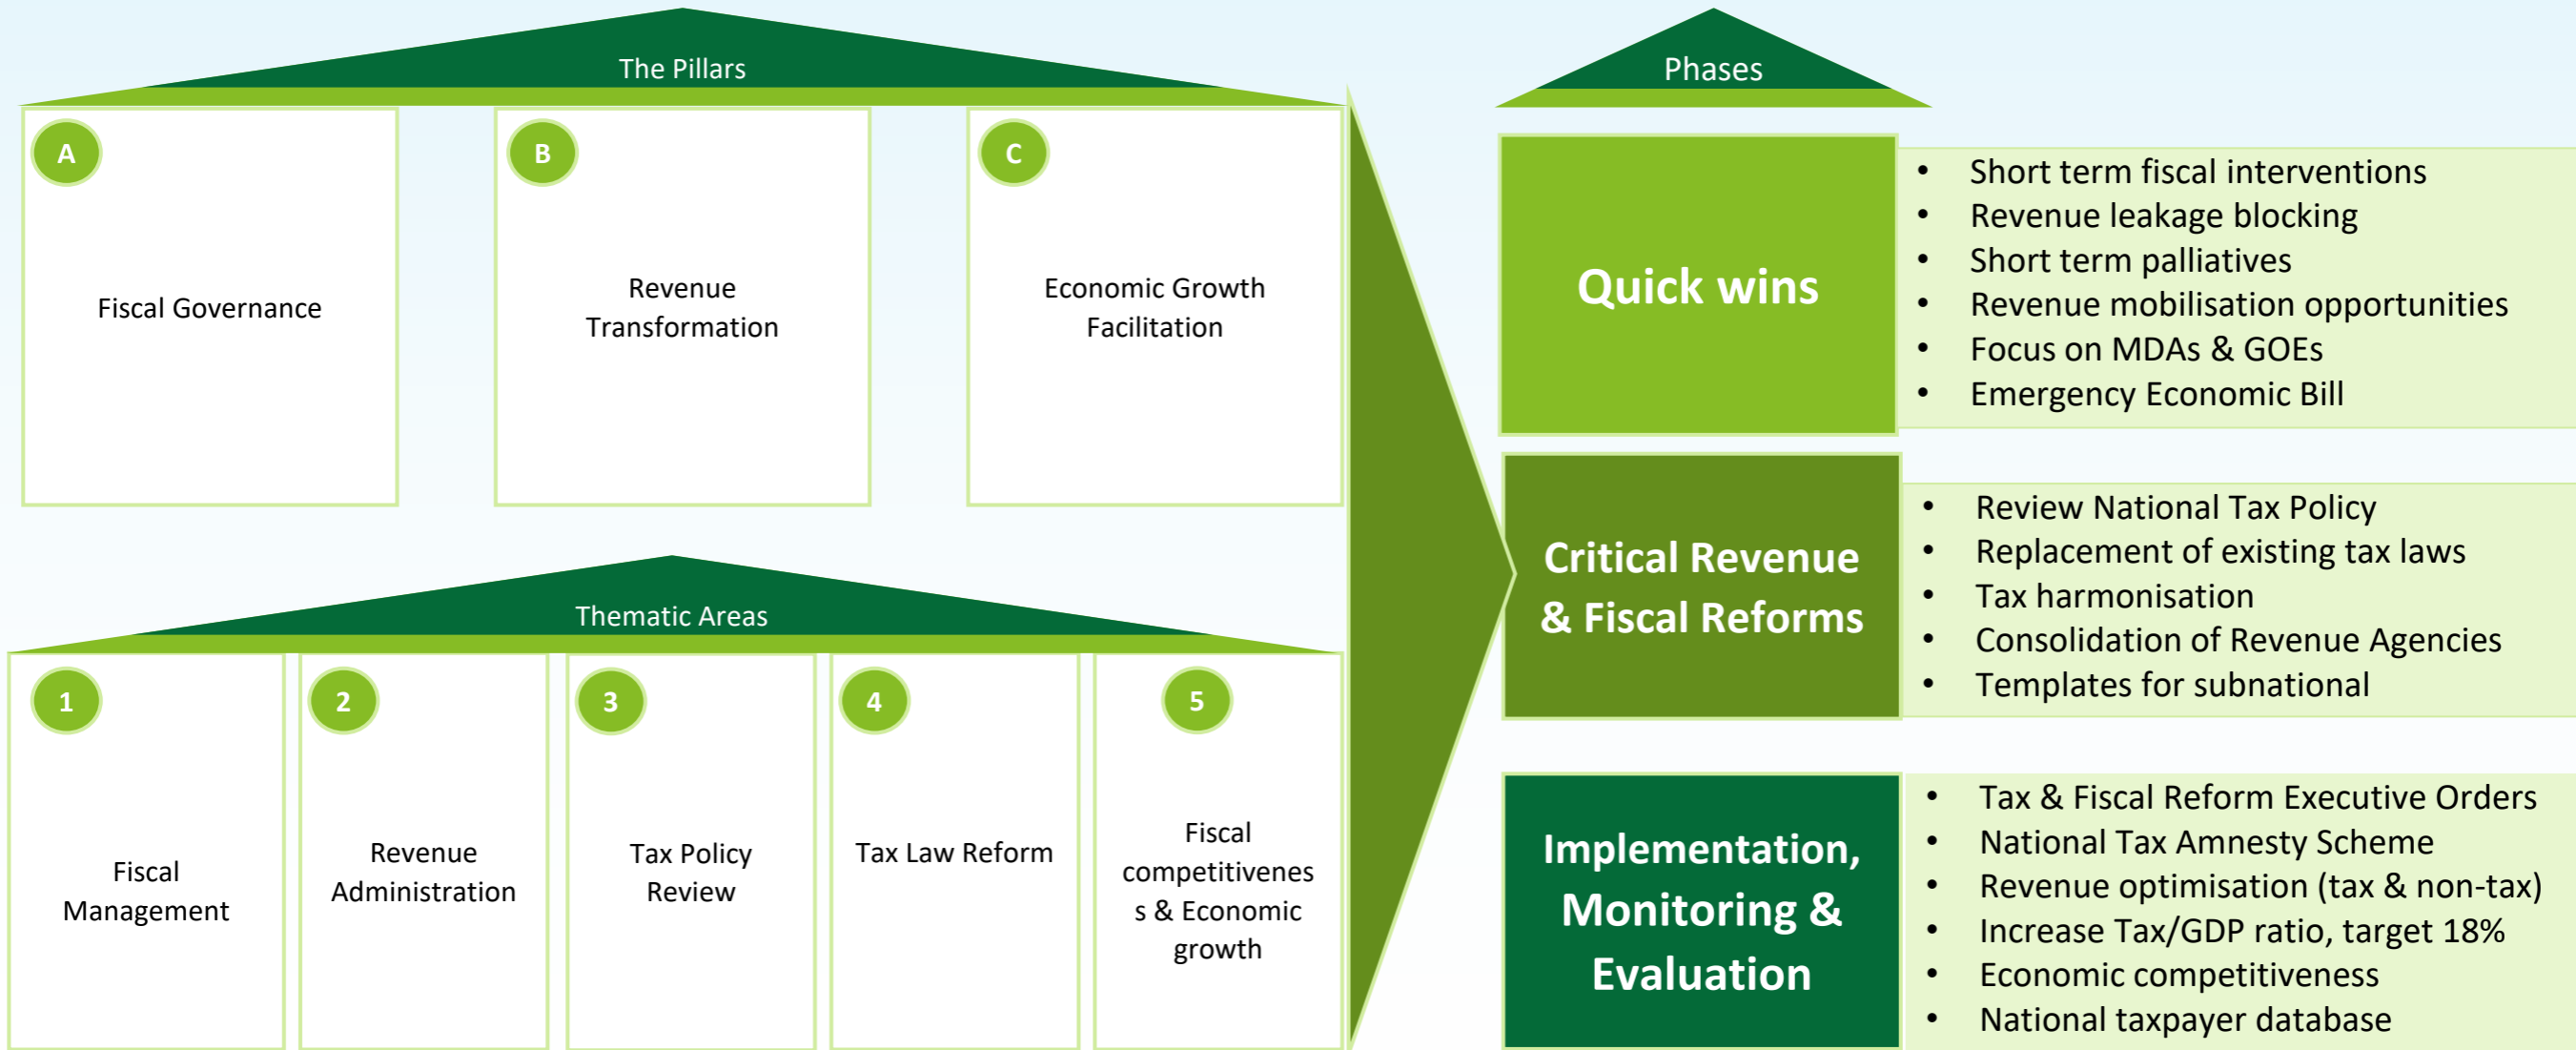 The Pillars
A
Fiscal Governance
B
Revenue
Transformation
C
Economic Growth
Facilitation
Thematic Areas
1
Fiscal
Management
2
Revenue
Administration
3
Tax Policy
Review
4
Tax Law Reform
5
Fiscal
competitivenes
s & Economic
growth
Phases
Quick wins
• Short term fiscal interventions
• Revenue leakage blocking
• Short term palliatives
• Revenue mobilisation opportunities
• Focus on MDAs & GOEs
• Emergency Economic Bill
Critical Revenue
& Fiscal Reforms
• Review National Tax Policy
• Replacement of existing tax laws
• Tax harmonisation
• Consolidation of Revenue Agencies
• Templates for subnational
Implementation,
Monitoring &
Evaluation
• Tax & Fiscal Reform Executive Orders
• National Tax Amnesty Scheme
• Revenue optimisation (tax & non-tax)
• Increase Tax/GDP ratio, target 18%
• Economic competitiveness
• National taxpayer database